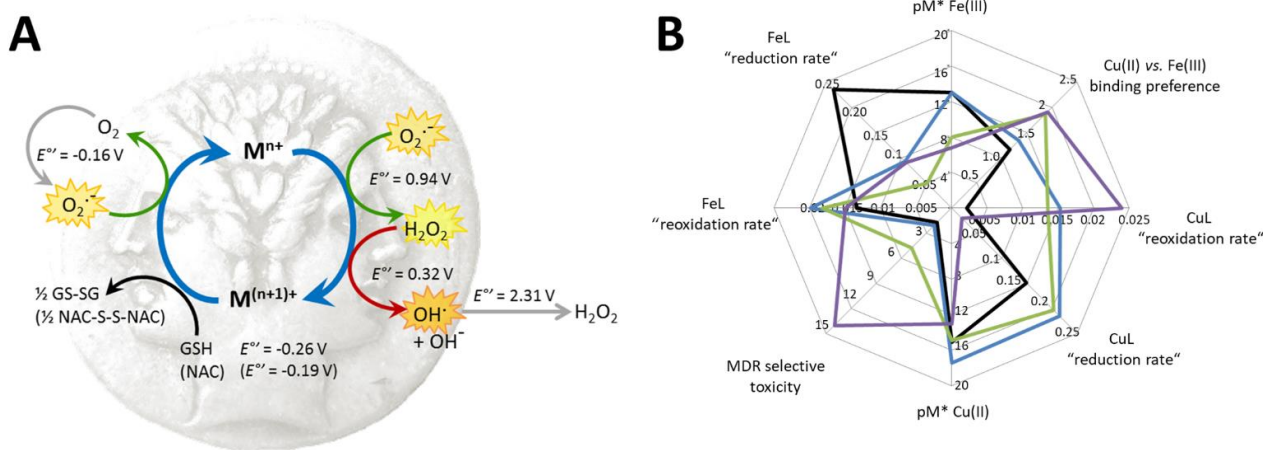 A
O₂
E°′ = -0.16 V
O₂·⁻
Mⁿ⁺
O₂·⁻
E°′ = 0.94 V
H₂O₂
E°′ = 0.32 V
M⁽ⁿ⁺¹⁾⁺
½ GS-SG
(½ NAC-S-S-NAC)
GSH
(NAC)
E°′ = -0.26 V
(E°′ = -0.19 V)
OH·
+ OH⁻
E°′ = 2.31 V
H₂O₂
B
pM* Fe(III)
20
16
12
8
4
Cu(II) vs. Fe(III)
binding preference
2.5
2
1.5
1.0
0.5
CuL
"reoxidation rate"
0.005
0.01
0.015
0.02
0.025
CuL
"reduction rate"
0.05
0.1
0.15
0.2
0.25
pM* Cu(II)
4
8
12
16
20
MDR selective
toxicity
3
6
9
12
15
FeL
"reoxidation rate"
0.01
0.005
FeL
"reduction rate"
0.25
0.20
0.15
0.1
0.05